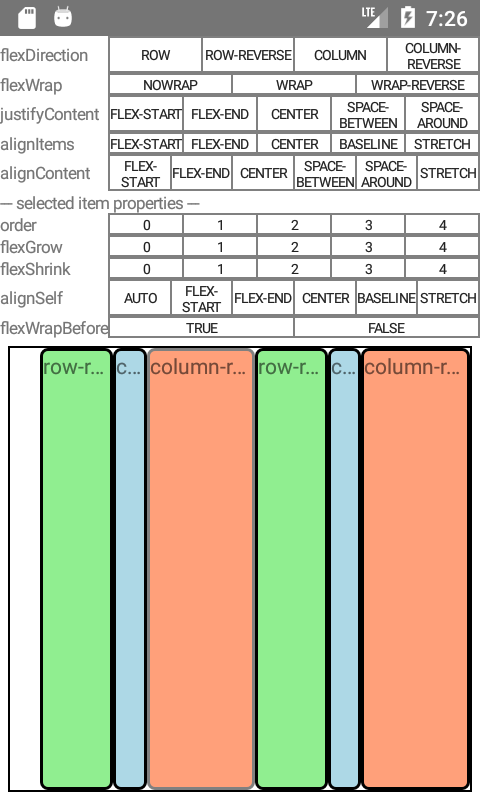 LTE 7:26
flexDirection ROW ROW-REVERSE COLUMN COLUMN-
REVERSE
flexWrap NOWRAP WRAP WRAP-REVERSE
justifyContent FLEX-START FLEX-END CENTER SPACE-
BETWEEN SPACE-
AROUND
alignItems FLEX-START FLEX-END CENTER BASELINE STRETCH
alignContent FLEX-
START FLEX-END CENTER SPACE-
BETWEEN SPACE-
AROUND STRETCH
--- selected item properties ---
order 0 1 2 3 4
flexGrow 0 1 2 3 4
flexShrink 0 1 2 3 4
alignSelf AUTO FLEX-
START FLEX-END CENTER BASELINE STRETCH
flexWrapBefore TRUE FALSE
row-r... c... column-r... row-r... c... column-r...